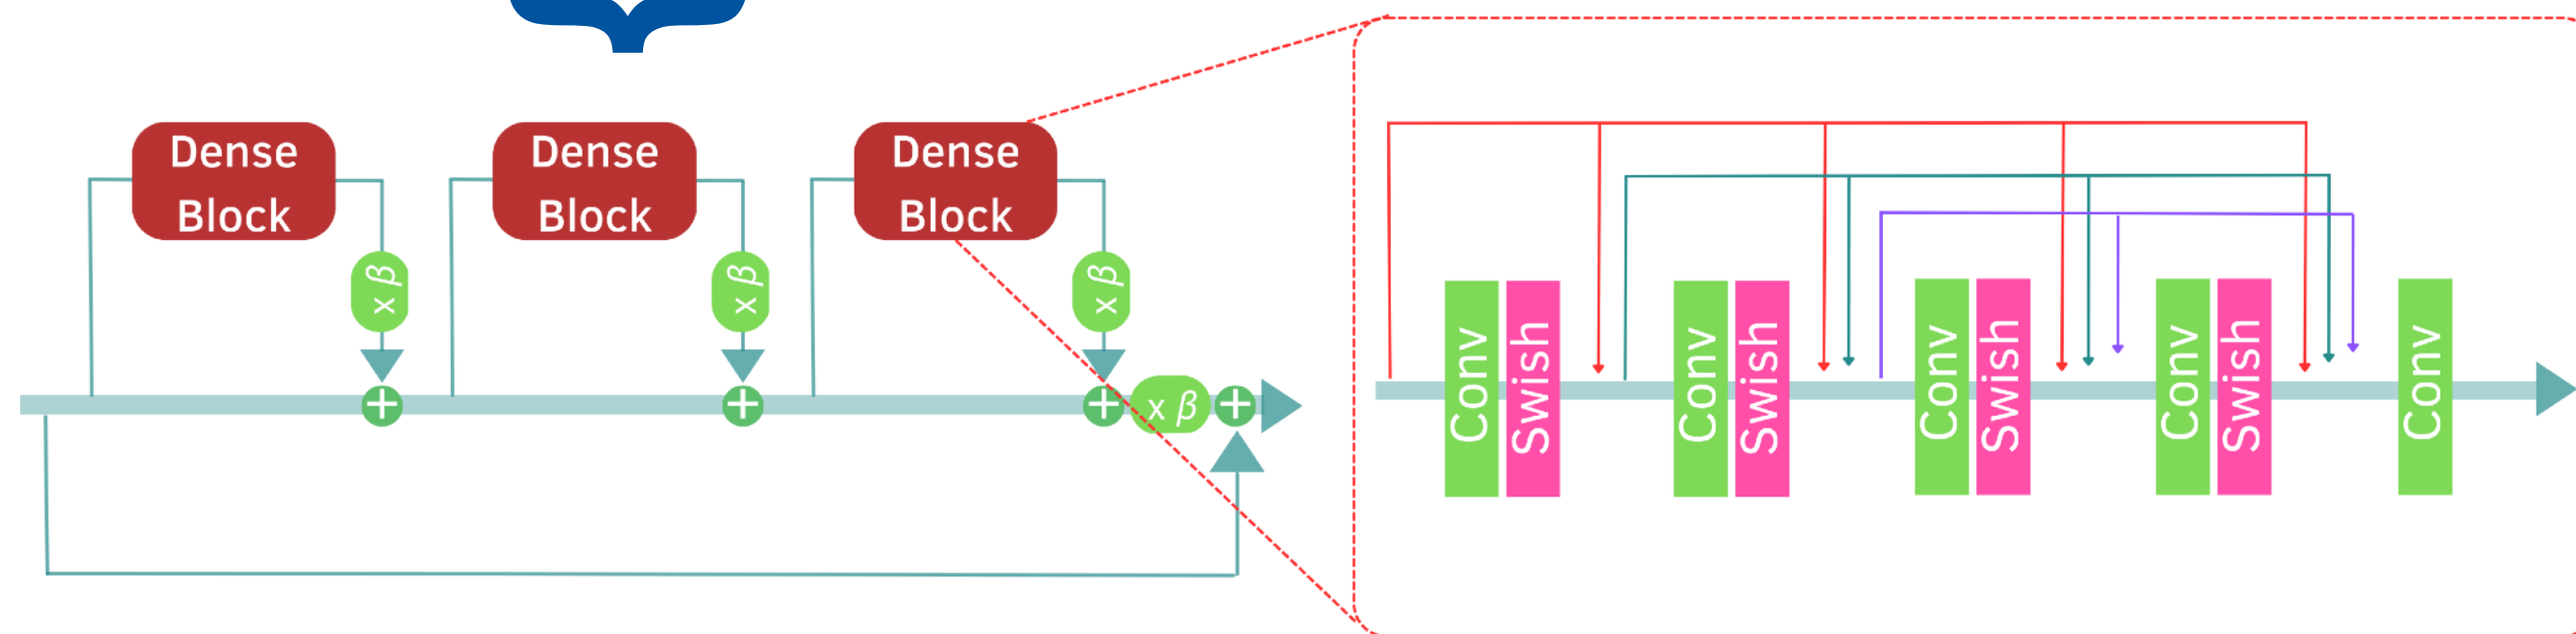 Dense
Block
x β
Dense
Block
x β
Dense
Block
x β
+
+
+
x β
+
Conv
Swish
Conv
Swish
Conv
Swish
Conv
Swish
Conv